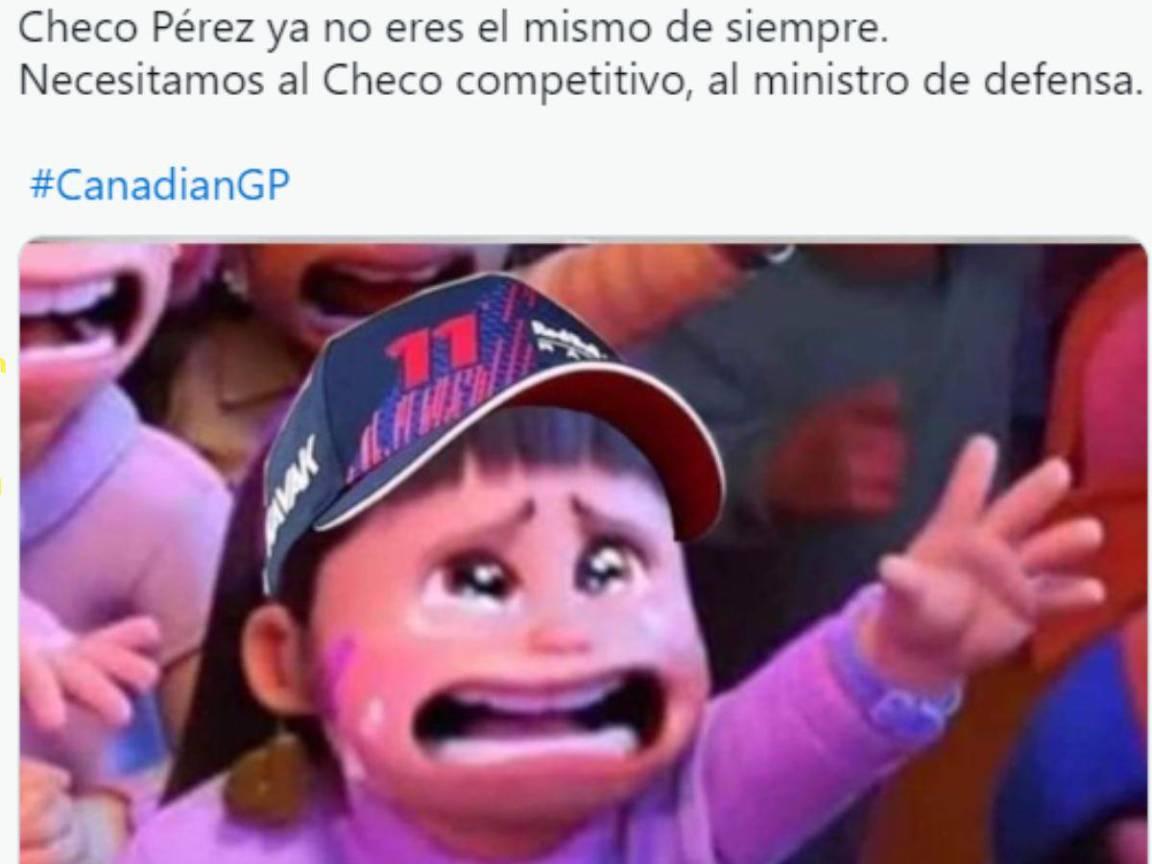 Checo Pérez ya no eres el mismo de siempre.
Necesitamos al Checo competitivo, al ministro de defensa.
#CanadianGP
11